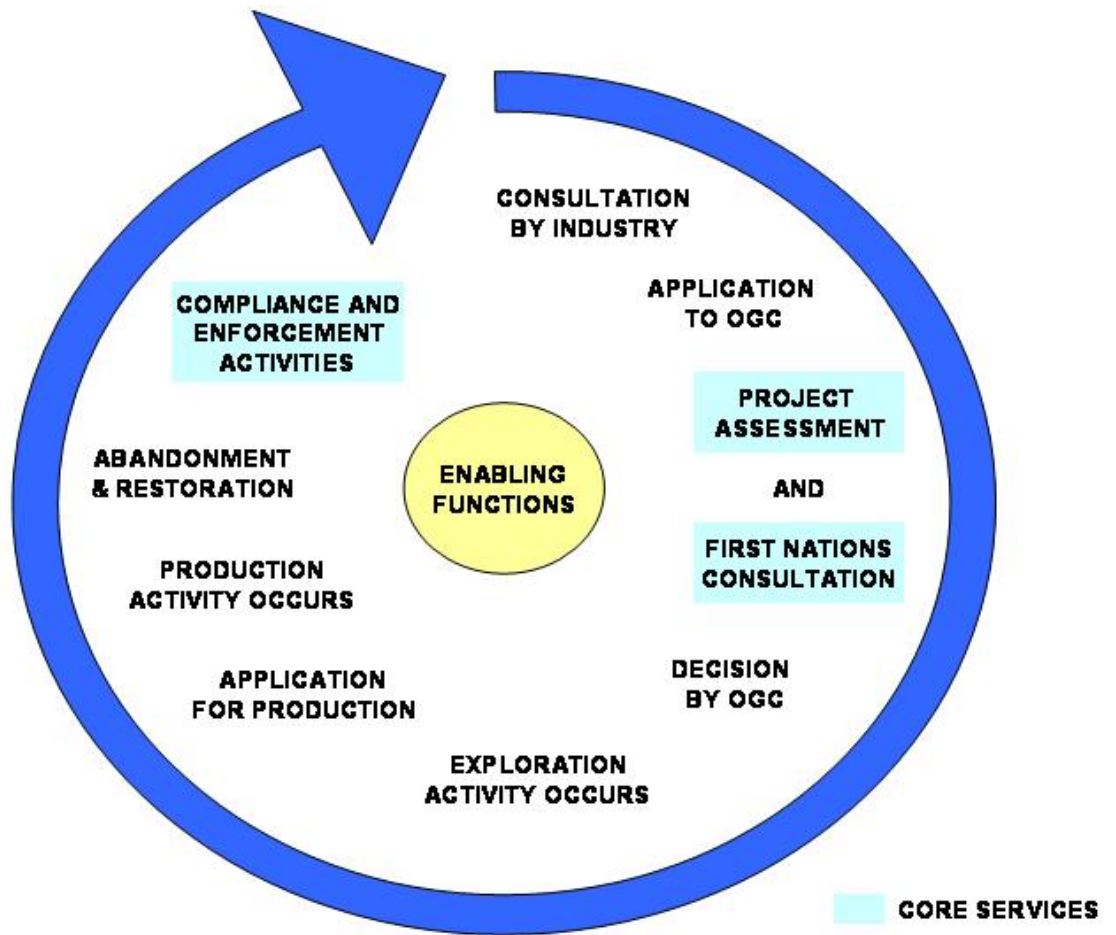 CONSULTATION
BY INDUSTRY
APPLICATION
TO OGC
PROJECT
ASSESSMENT
AND
FIRST NATIONS
CONSULTATION
DECISION
BY OGC
EXPLORATION
ACTIVITY OCCURS
APPLICATION
FOR PRODUCTION
PRODUCTION
ACTIVITY OCCURS
ABANDONMENT
& RESTORATION
COMPLIANCE AND
ENFORCEMENT
ACTIVITIES
ENABLING
FUNCTIONS
CORE SERVICES